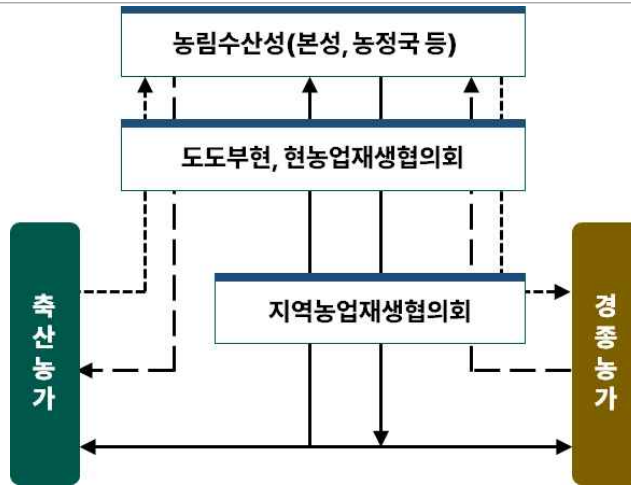 농림수산성(본성, 농정국 등)
도도부현, 현농업재생협의회
지역농업재생협의회
축산농가
경종농가